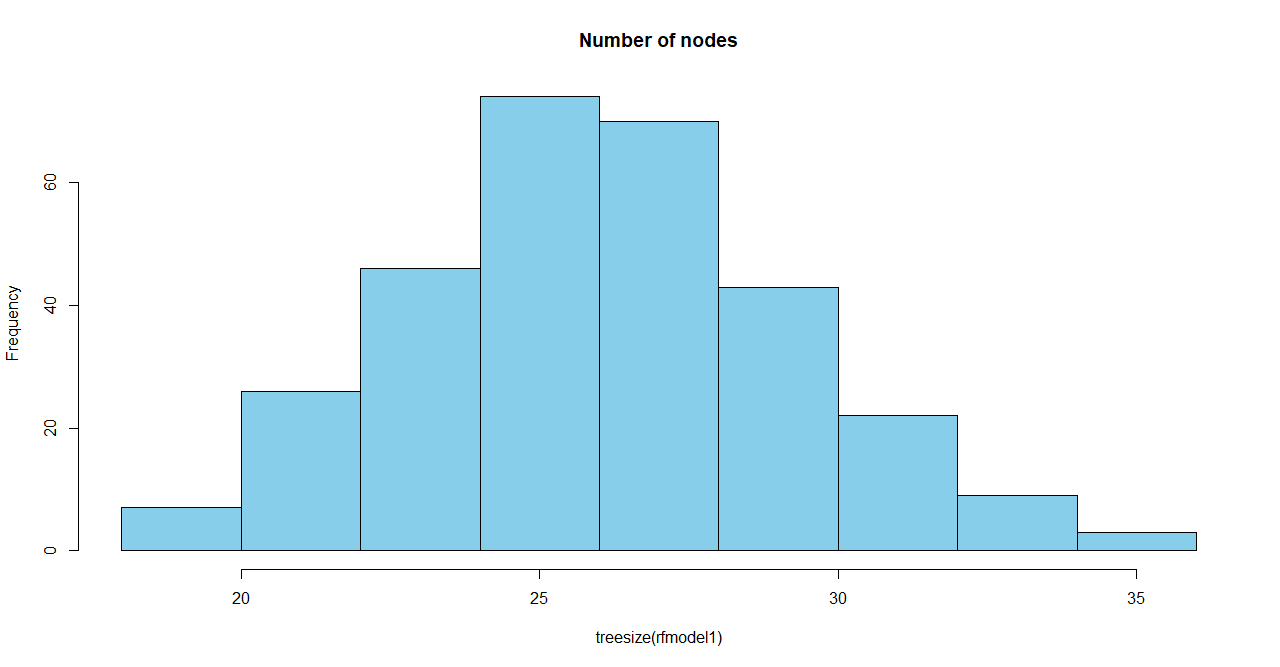 Number of nodes
Frequency
60
40
20
0
20 25 30 35
treesize(rfmodel1)